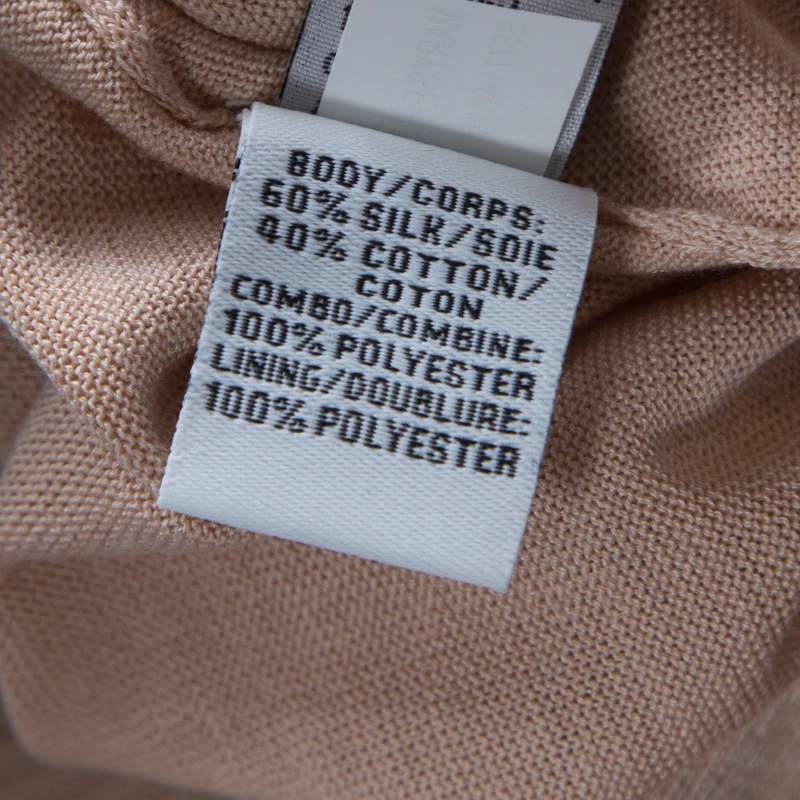 BODY/CORPS:
60% SILK/SOIE
40% COTTON/
COTON
COMBO/COMBINE:
100% POLYESTER
LINING/DOUBLURE:
100% POLYESTER